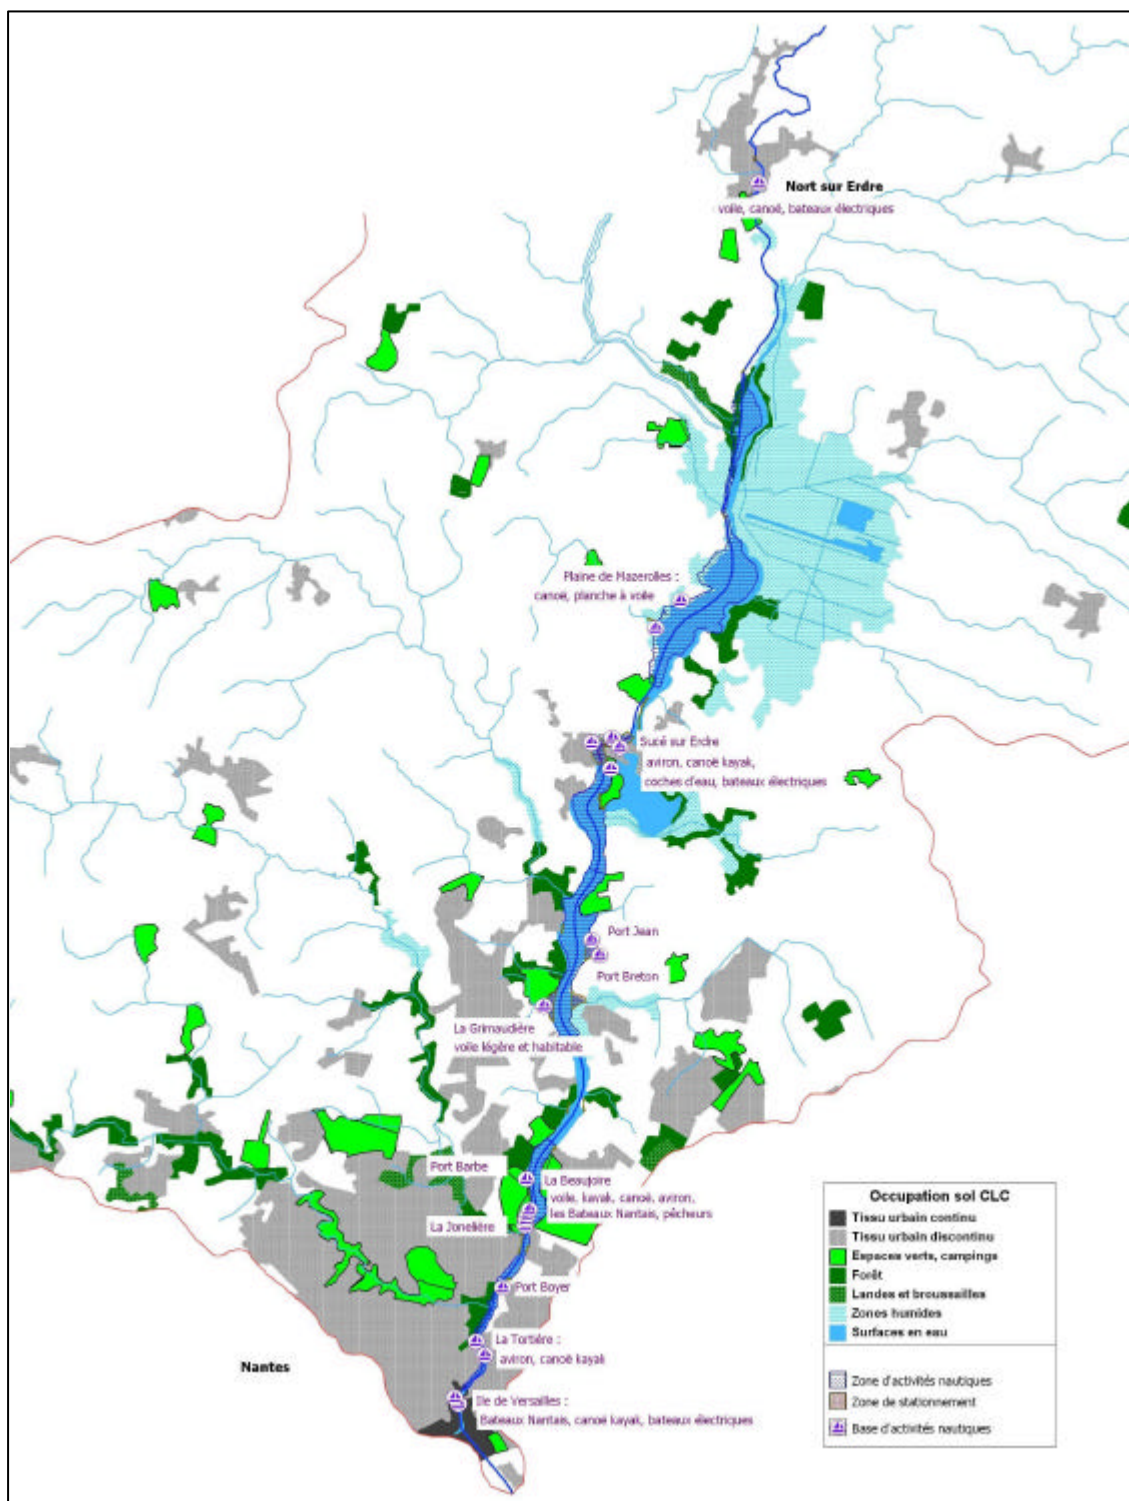 Nort sur Erdre
voile, canoë, bateaux électriques
Plaine de Mazerolles :
canoë, planche à voile
Sucé sur Erdre
aviron, canoë kayak,
coches d'eau, bateaux électriques
Port Jean
Port Breton
La Grimaudière
voile légère et habitable
Port Barbe
La Beaujoire
voile, kayak, canoë, aviron,
les Bateaux Nantais, pêcheurs
La Jonelière
Port Boyer
La Tortière :
aviron, canoë kayak
Nantes
Ile de Versailles :
Bateaux Nantais, canoë kayak, bateaux électriques
Occupation sol CLC
Tissu urbain continu
Tissu urbain discontinu
Espaces verts, campings
Forêt
Landes et broussailles
Zones humides
Surfaces en eau
Zone d'activités nautiques
Zone de stationnement
Base d'activités nautiques